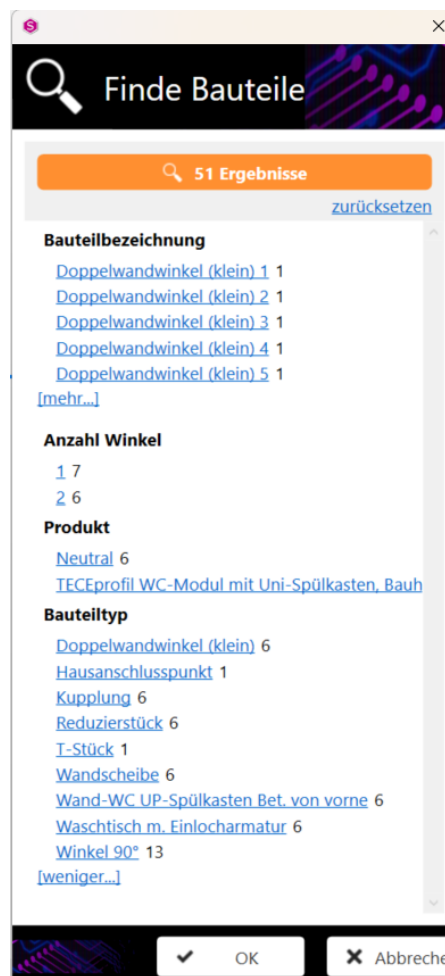 Finde Bauteile
51 Ergebnisse
zurücksetzen
Bauteilbezeichnung
Doppelwandwinkel (klein) 1 1
Doppelwandwinkel (klein) 2 1
Doppelwandwinkel (klein) 3 1
Doppelwandwinkel (klein) 4 1
Doppelwandwinkel (klein) 5 1
[mehr...]
Anzahl Winkel
1 7
2 6
Produkt
Neutral 6
TECEprofil WC-Modul mit Uni-Spülkasten, Bauh
Bauteiltyp
Doppelwandwinkel (klein) 6
Hausanschlusspunkt 1
Kupplung 6
Reduzierstück 6
T-Stück 1
Wandscheibe 6
Wand-WC UP-Spülkasten Bet. von vorne 6
Waschtisch m. Einlocharmatur 6
Winkel 90° 13
[weniger...]
OK
Abbreche